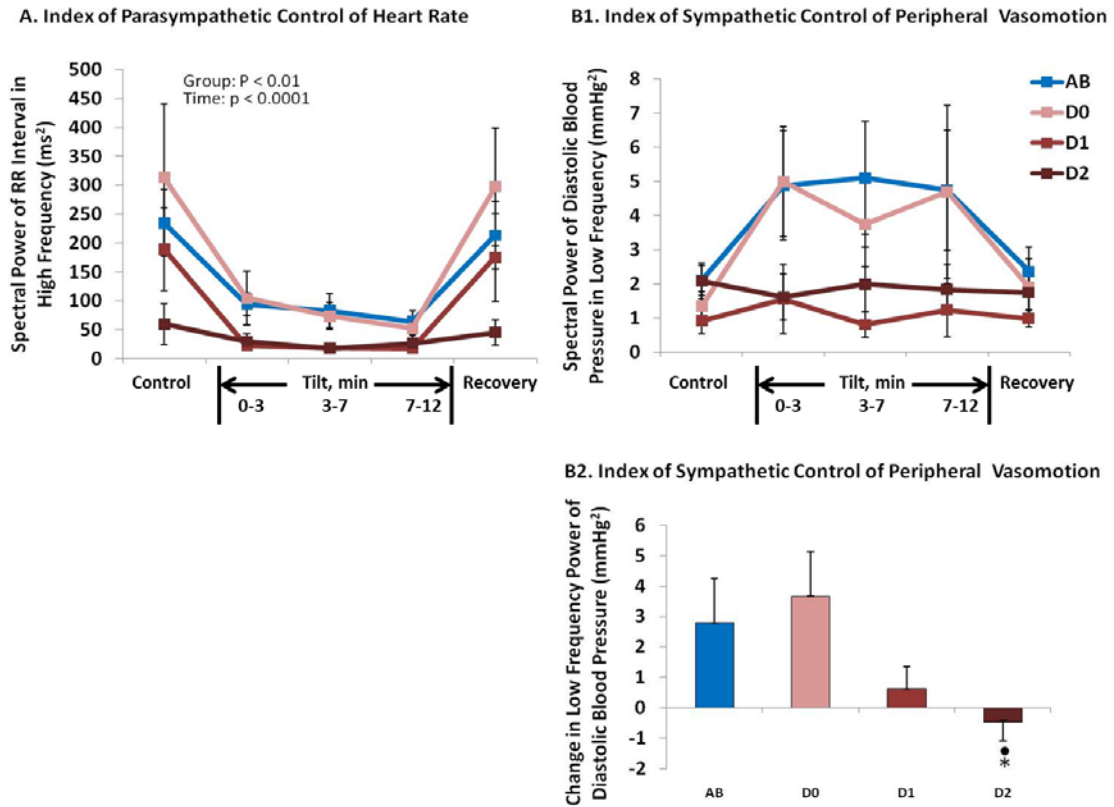 A. Index of Parasympathetic Control of Heart Rate
Spectral Power of RR Interval in
High Frequency (ms²)
500
450
400
350
300
250
200
150
100
50
0
Group: P < 0.01
Time: p < 0.0001
Control
Tilt, min
Recovery
0-3
3-7
7-12
B1. Index of Sympathetic Control of Peripheral Vasomotion
Spectral Power of Diastolic Blood
Pressure in Low Frequency (mmHg²)
8
7
6
5
4
3
2
1
0
AB
D0
D1
D2
Control
Tilt, min
Recovery
0-3
3-7
7-12
B2. Index of Sympathetic Control of Peripheral Vasomotion
Change in Low Frequency Power of
Diastolic Blood Pressure (mmHg²)
6
5
4
3
2
1
0
-1
-2
•
*
AB
D0
D1
D2